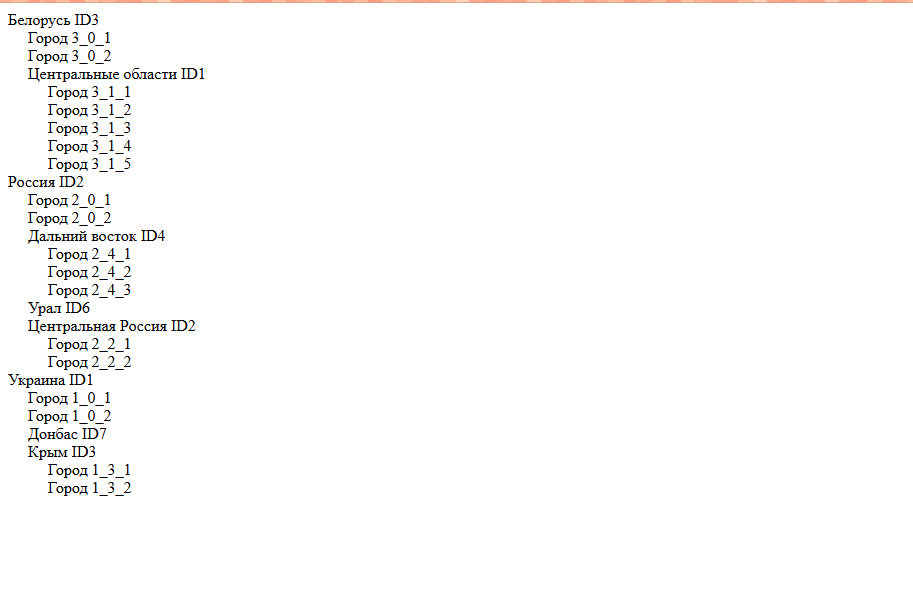 Белорусь ID3
Город 3_0_1
Город 3_0_2
Центральные области ID1
Город 3_1_1
Город 3_1_2
Город 3_1_3
Город 3_1_4
Город 3_1_5
Россия ID2
Город 2_0_1
Город 2_0_2
Дальний восток ID4
Город 2_4_1
Город 2_4_2
Город 2_4_3
Урал ID6
Центральная Россия ID2
Город 2_2_1
Город 2_2_2
Украина ID1
Город 1_0_1
Город 1_0_2
Донбас ID7
Крым ID3
Город 1_3_1
Город 1_3_2